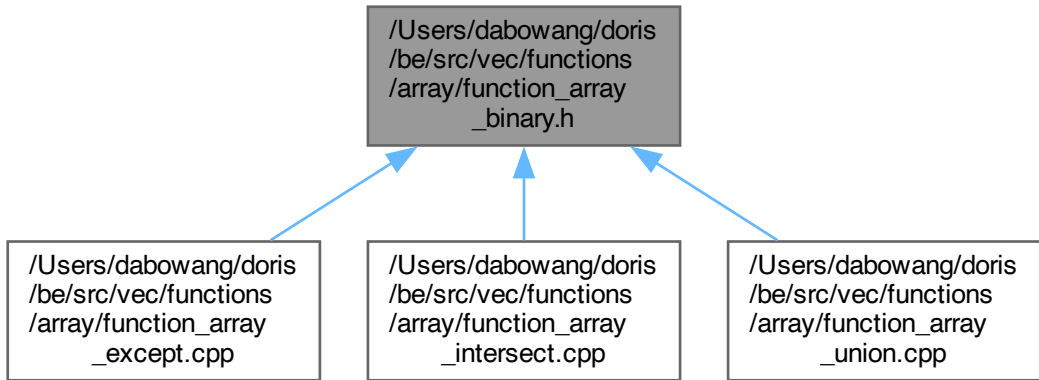 /Users/dabowang/doris
/be/src/vec/functions
/array/function_array
_binary.h
/Users/dabowang/doris
/be/src/vec/functions
/array/function_array
_except.cpp
/Users/dabowang/doris
/be/src/vec/functions
/array/function_array
_intersect.cpp
/Users/dabowang/doris
/be/src/vec/functions
/array/function_array
_union.cpp